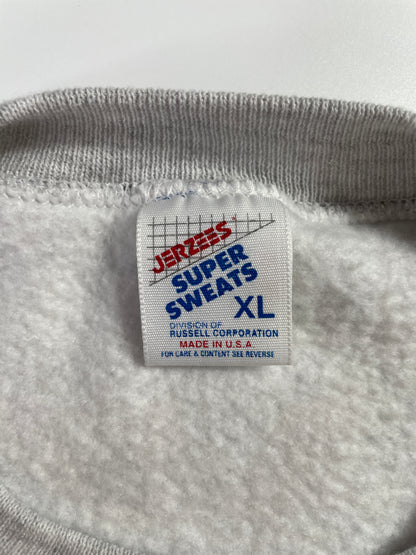 JERZEES
SUPER
SWEATS
XL
DIVISION OF
RUSSELL CORPORATION
MADE IN U.S.A.
FOR CARE & CONTENT SEE REVERSE